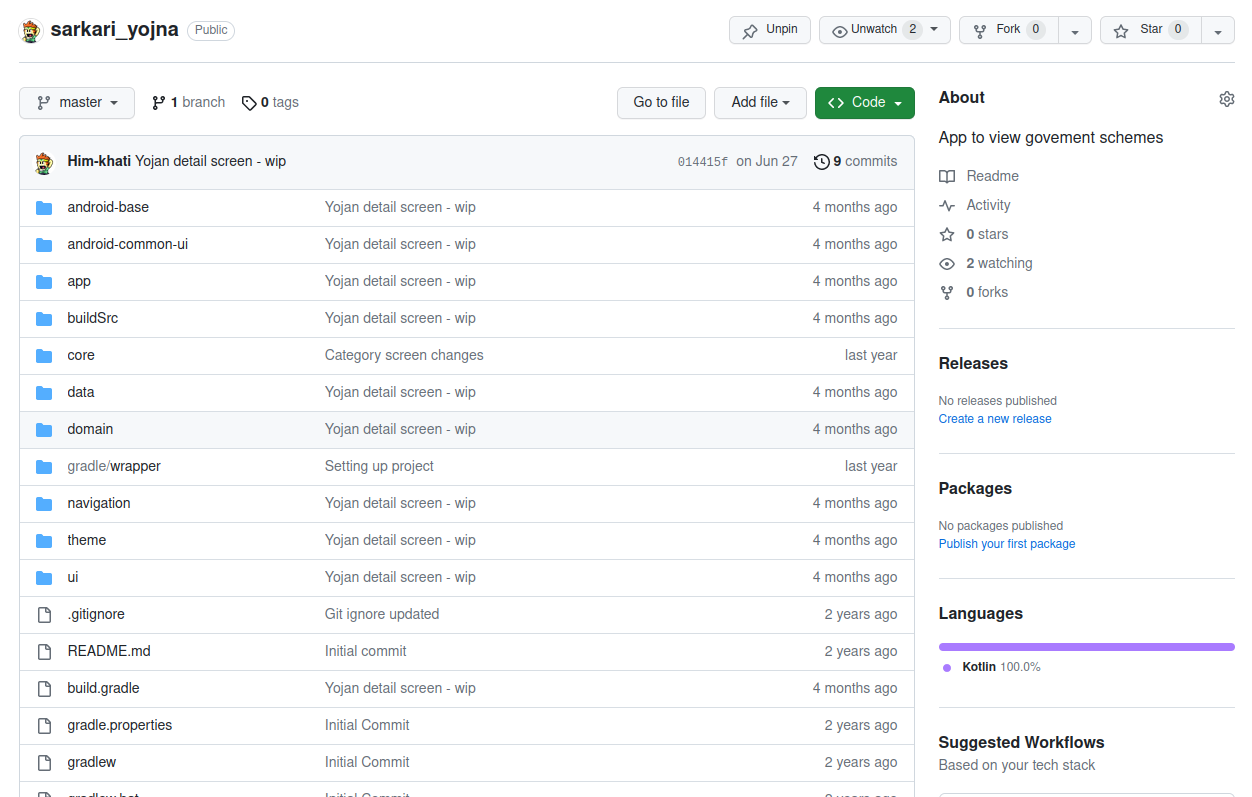 sarkari_yojna Public Unpin Unwatch 2 Fork 0 Star 0
master 1 branch 0 tags Go to file Add file Code
Him-khati Yojan detail screen - wip 014415f on Jun 27 9 commits
android-base Yojan detail screen - wip 4 months ago
android-common-ui Yojan detail screen - wip 4 months ago
app Yojan detail screen - wip 4 months ago
buildSrc Yojan detail screen - wip 4 months ago
core Category screen changes last year
data Yojan detail screen - wip 4 months ago
domain Yojan detail screen - wip 4 months ago
gradle/wrapper Setting up project last year
navigation Yojan detail screen - wip 4 months ago
theme Yojan detail screen - wip 4 months ago
ui Yojan detail screen - wip 4 months ago
.gitignore Git ignore updated 2 years ago
README.md Initial commit 2 years ago
build.gradle Yojan detail screen - wip 4 months ago
gradle.properties Initial Commit 2 years ago
gradlew Initial Commit 2 years ago
About
App to view govement schemes
Readme
Activity
0 stars
2 watching
0 forks
Releases
No releases published
Create a new release
Packages
No packages published
Publish your first package
Languages
Kotlin 100.0%
Suggested Workflows
Based on your tech stack